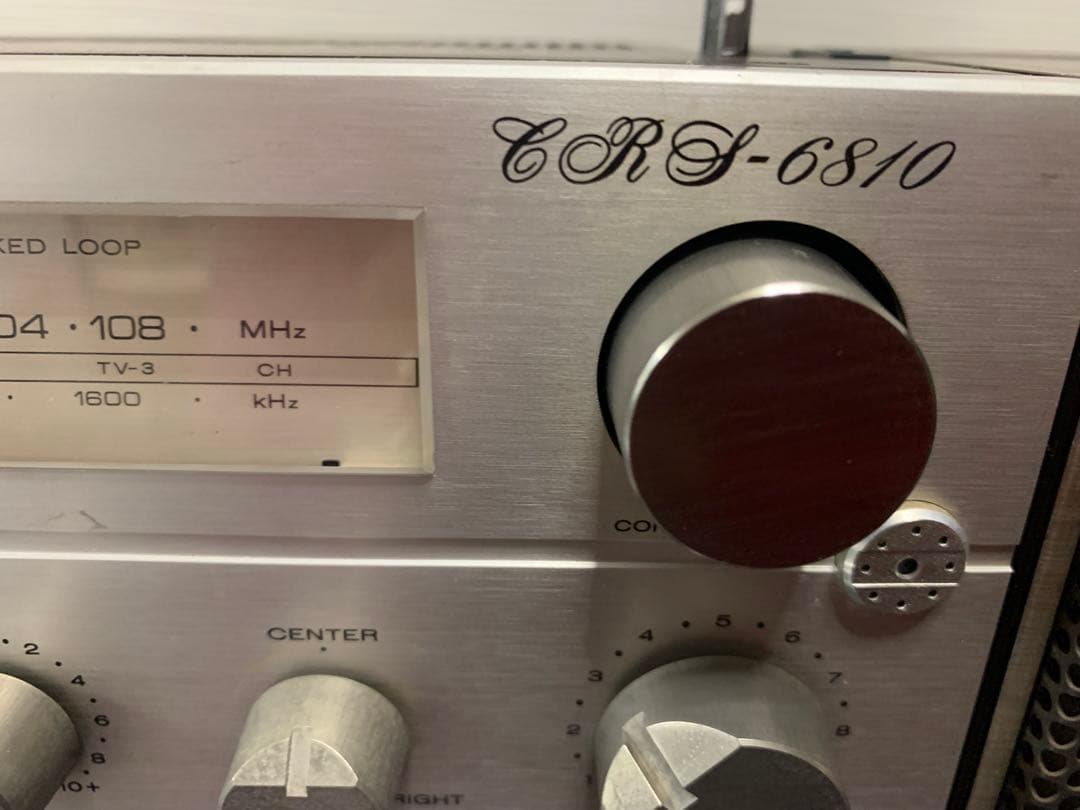 CRS-6810
KED LOOP
04 · 108 · MHz
TV-3 CH
· 1600 · kHz
CO
CENTER
2
4
6
8
10+
RIGHT
1
2
3
4
5
6
7
8